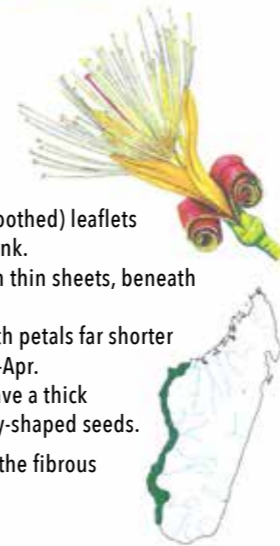 oothed) leaflets
nk.
n thin sheets, beneath
th petals far shorter
-Apr.
ave a thick
y-shaped seeds.
the fibrous